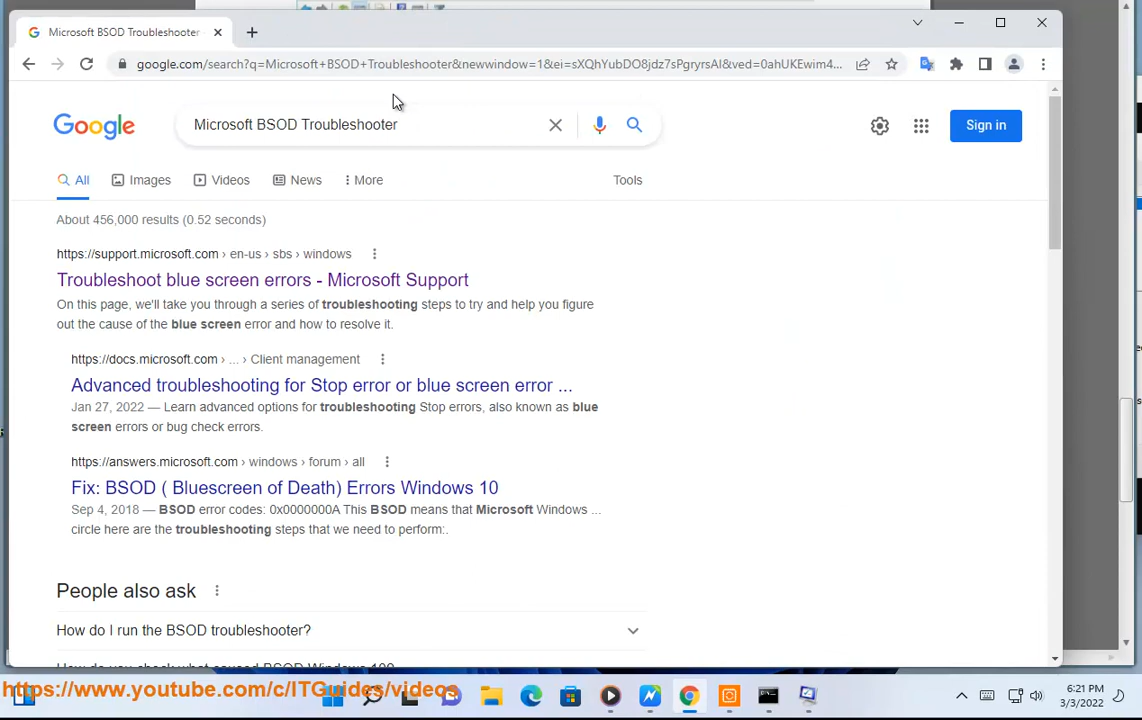 Microsoft BSOD Troubleshooter
google.com/search?q=Microsoft+BSOD+Troubleshooter&newwindow=1&ei=sXQhYubDO8jdz7sPgryrsAI&ved=0ahUKEwim4...
Google
Microsoft BSOD Troubleshooter
Sign in
All
Images
Videos
News
More
Tools
About 456,000 results (0.52 seconds)
https://support.microsoft.com › en-us › sbs › windows
Troubleshoot blue screen errors - Microsoft Support
On this page, we'll take you through a series of troubleshooting steps to try and help you figure
out the cause of the blue screen error and how to resolve it.
https://docs.microsoft.com › ... › Client management
Advanced troubleshooting for Stop error or blue screen error ...
Jan 27, 2022 — Learn advanced options for troubleshooting Stop errors, also known as blue
screen errors or bug check errors.
https://answers.microsoft.com › windows › forum › all
Fix: BSOD ( Bluescreen of Death) Errors Windows 10
Sep 4, 2018 — BSOD error codes: 0x0000000A This BSOD means that Microsoft Windows ...
circle here are the troubleshooting steps that we need to perform:.
People also ask
How do I run the BSOD troubleshooter?
https://www.youtube.com/c/ITGuides/videos
6:21 PM
3/3/2022